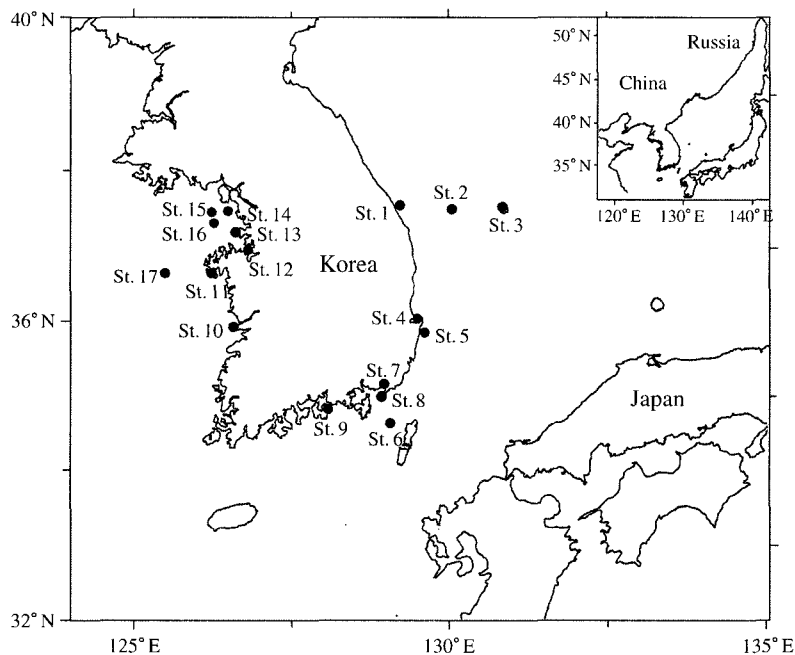 40°N
50°N
Russia
45°N
China
40°N
35°N
120°E 130°E 140°E
St. 2
St. 1
St. 3
St. 15
St. 14
St. 16
St. 13
St. 12
Korea
St. 17
St. 11
36°N
St. 10
St. 4
St. 5
St. 7
St. 8
Japan
St. 9
St. 6
32°N
125°E 130°E 135°E